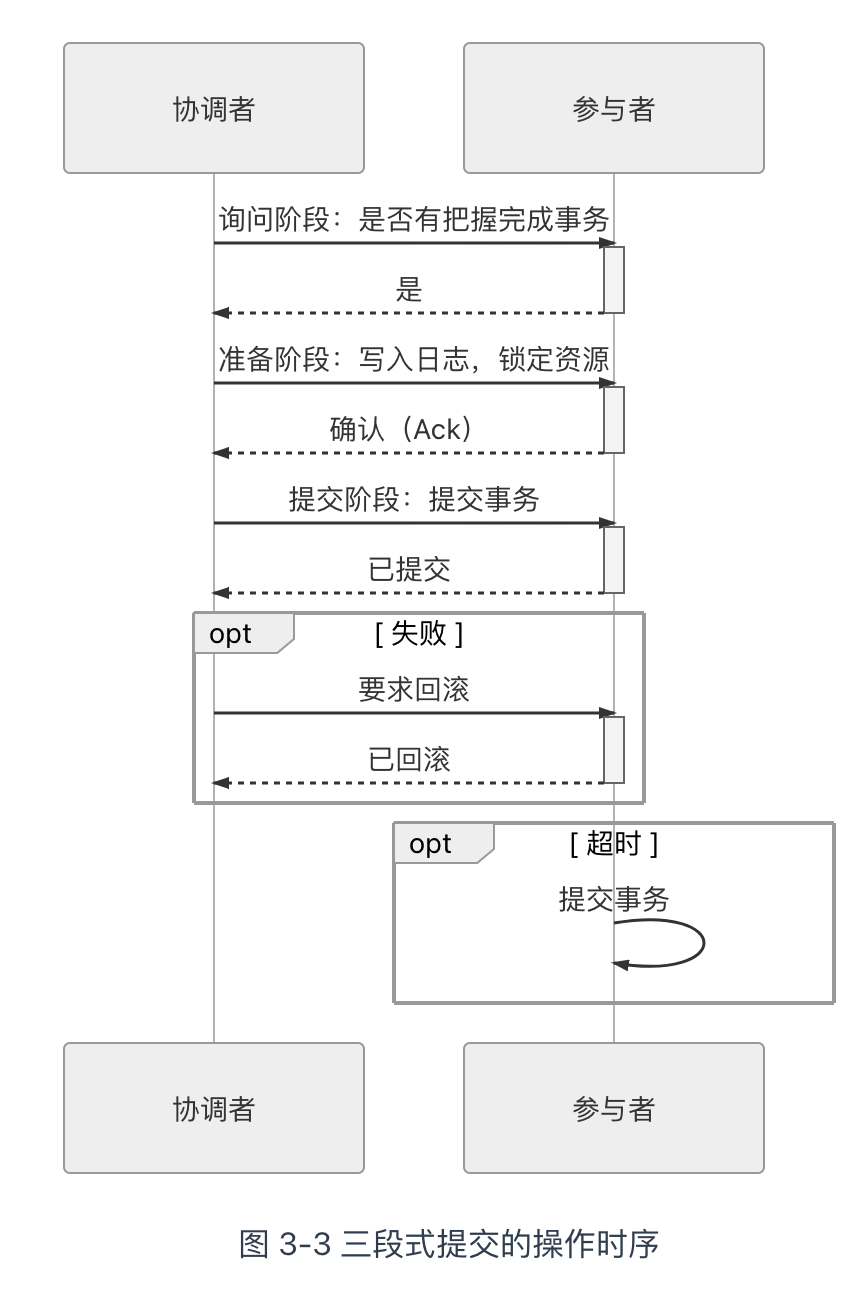 协调者
参与者
询问阶段：是否有把握完成事务
是
准备阶段：写入日志，锁定资源
确认（Ack）
提交阶段：提交事务
已提交
opt
[ 失败 ]
要求回滚
已回滚
opt
[ 超时 ]
提交事务
协调者
参与者
图 3-3 三段式提交的操作时序